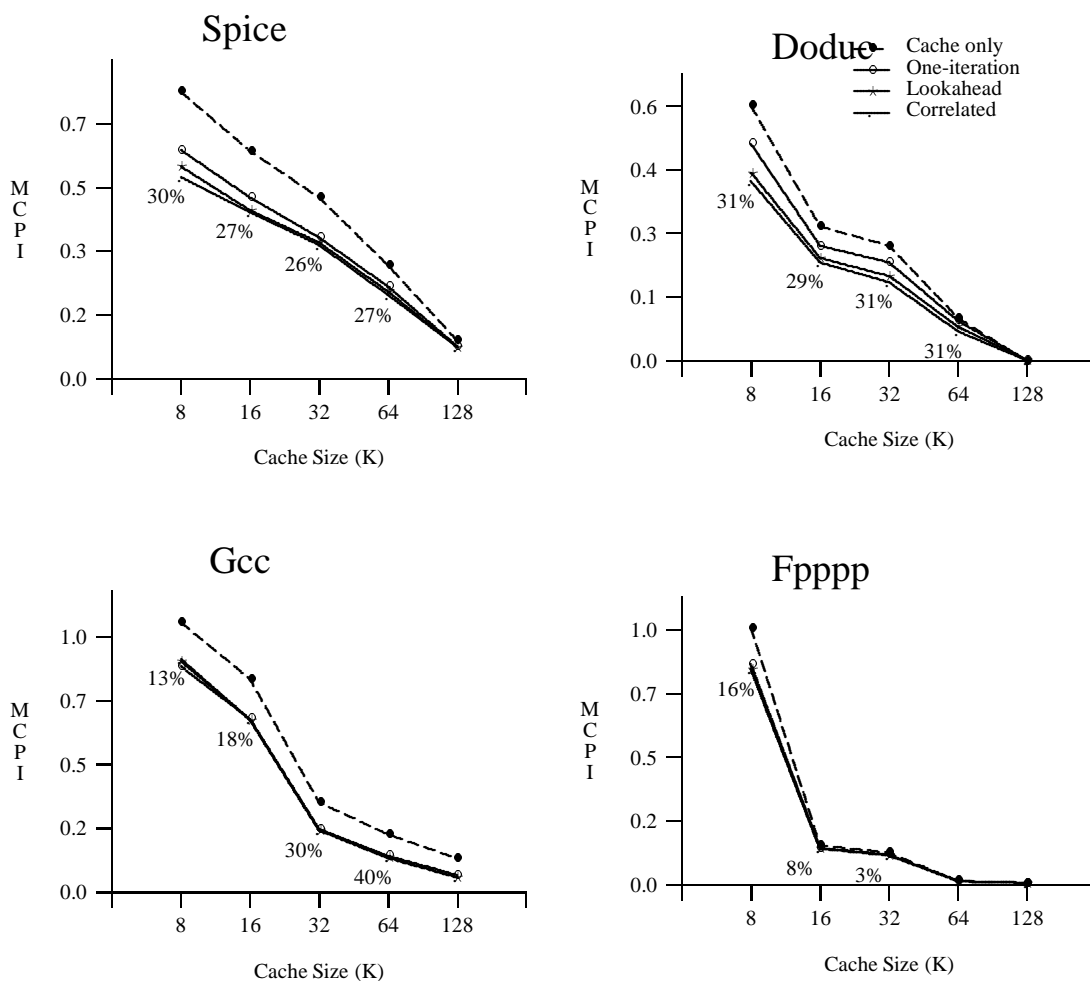 Spice
M
C
P
I
0.7
0.5
0.3
0.2
0.0
30%
27%
26%
27%
8 16 32 64 128
Cache Size (K)
Doduc
Cache only
One-iteration
Lookahead
Correlated
M
C
P
I
0.6
0.4
0.3
0.1
0.0
31%
29%
31%
31%
8 16 32 64 128
Cache Size (K)
Gcc
M
C
P
I
1.0
0.7
0.5
0.2
0.0
13%
18%
30%
40%
8 16 32 64 128
Cache Size (K)
Fpppp
M
C
P
I
1.0
0.7
0.5
0.2
0.0
16%
8%
3%
8 16 32 64 128
Cache Size (K)